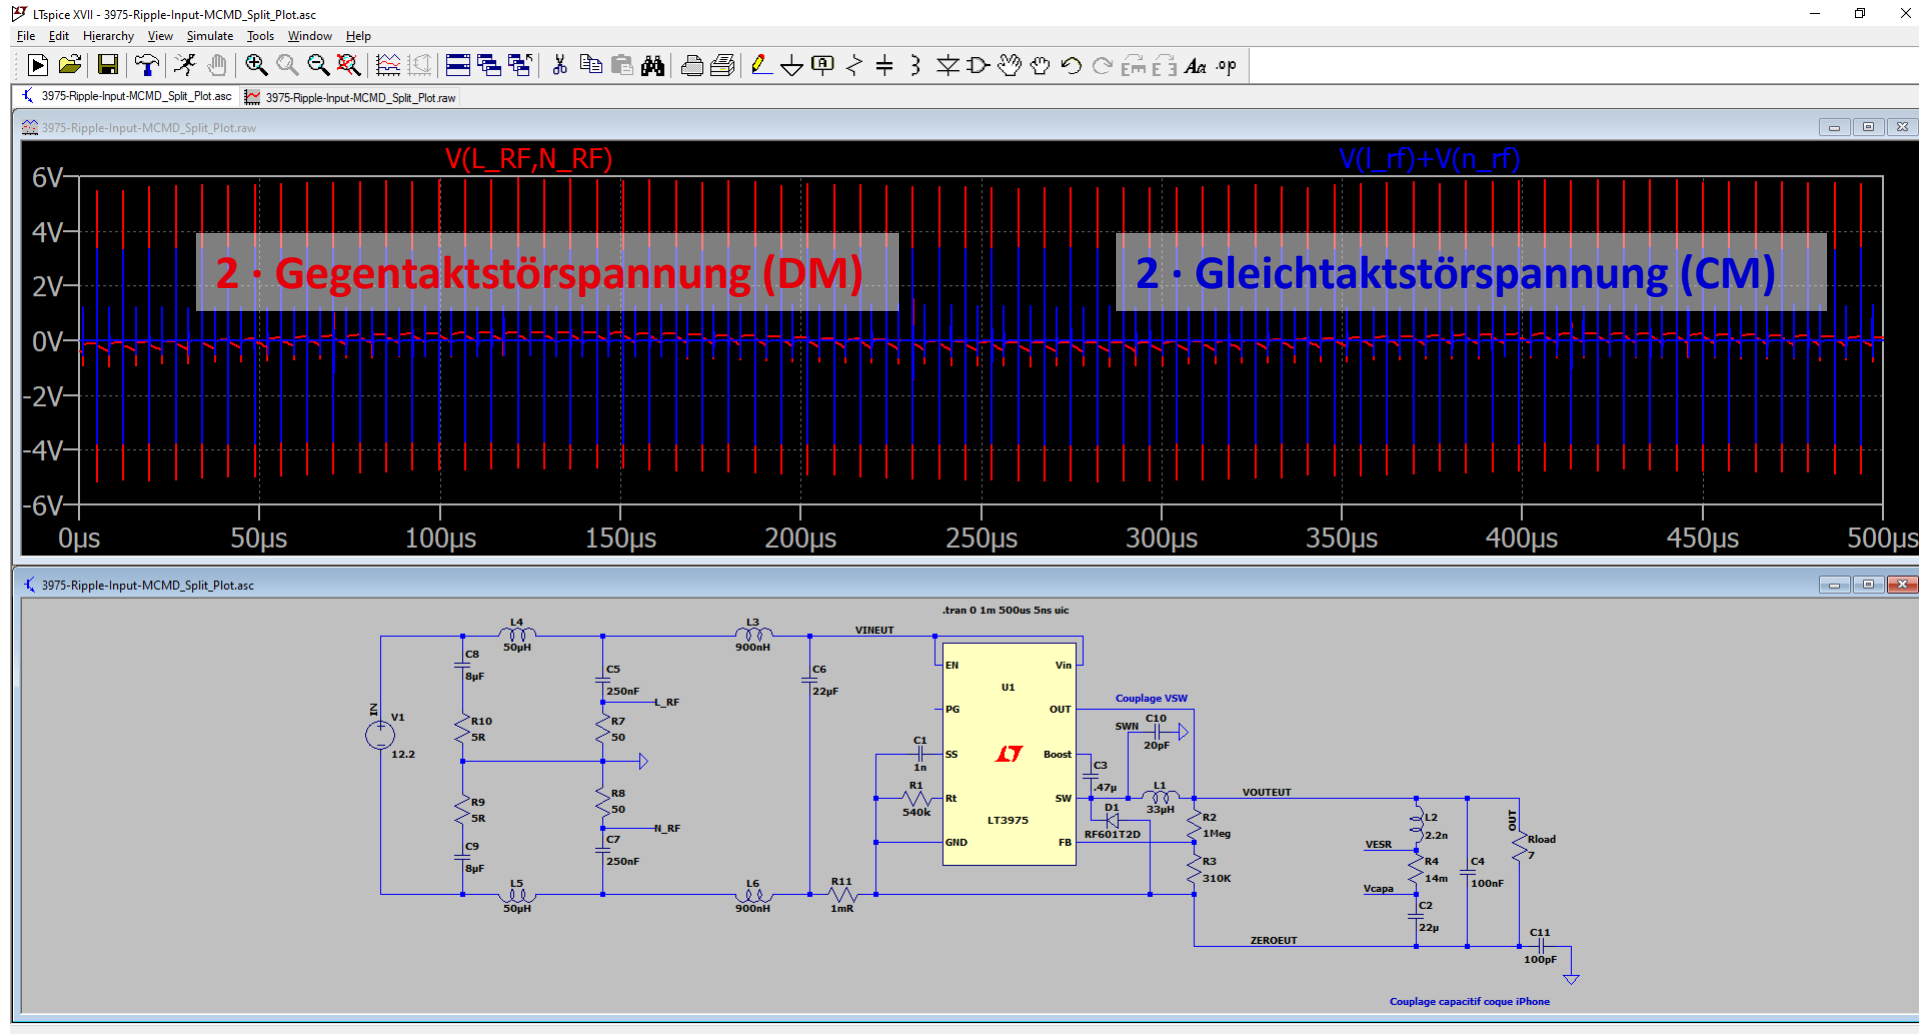 LTspice XVII - 3975-Ripple-Input-MCMD_Split_Plot.asc
File Edit Hierarchy View Simulate Tools Window Help
3975-Ripple-Input-MCMD_Split_Plot.asc 3975-Ripple-Input-MCMD_Split_Plot.raw
3975-Ripple-Input-MCMD_Split_Plot.raw
V(L_RF,N_RF) V(l_rf)+V(n_rf)
6V
4V
2V
0V
-2V
-4V
-6V
2 · Gegentaktstörspannung (DM) 2 · Gleichtaktstörspannung (CM)
0µs 50µs 100µs 150µs 200µs 250µs 300µs 350µs 400µs 450µs 500µs
3975-Ripple-Input-MCMD_Split_Plot.asc
.tran 0 1m 500us 5ns uic
L4
50µH
L3
900nH
VINEUT
C8
8µF
C5
250nF
C6
22µF
L_RF
EN
Vin
U1
PG
OUT
SS
Boost
Rt
SW
LT3975
GND
FB
IN
V1
12.2
R10
5R
R7
50
R9
5R
R8
50
N_RF
C9
8µF
C7
250nF
L5
50µH
L6
900nH
R11
1mR
C1
1n
R1
540k
Couplage VSW
SWN
C10
20pF
C3
.47µ
L1
33µH
D1
RF601T2D
VOUTEUT
R2
1Meg
R3
310K
L2
2.2n
VESR
R4
14m
Vcapa
C2
22µ
C4
100nF
OUT
Rload
7
ZEROEUT
C11
100pF
Couplage capacitif coque iPhone